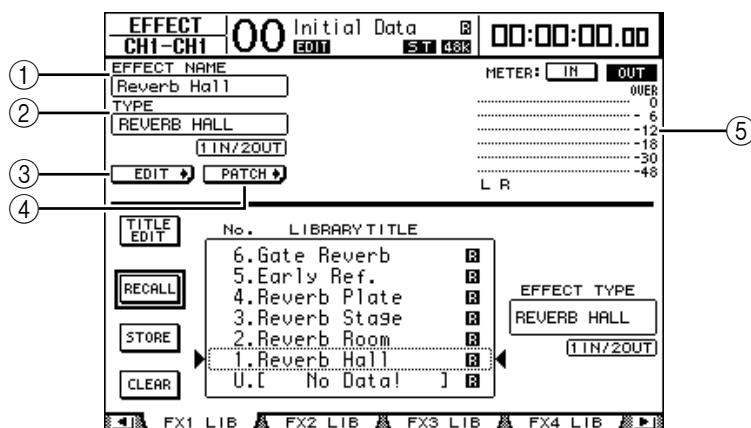 EFFECT
CH1-CH1
00 Initial Data R
EDIT ST 48K
00:00:00.00
1
EFFECT NAME
Reverb Hall
METER: IN OUT
2
TYPE
REVERB HALL
1IN/2OUT
OVER
0
- 6
-12
-18
-30
-48
5
3
EDIT PATCH
4
L R
TITLE
EDIT
No. LIBRARY TITLE
6.Gate Reverb R
5.Early Ref. R
RECALL
4.Reverb Plate R
3.Reverb Stage R
STORE
2.Reverb Room R
1.Reverb Hall R
CLEAR
U.[ No Data! ] R
EFFECT TYPE
REVERB HALL
1IN/2OUT
FX1 LIB FX2 LIB FX3 LIB FX4 LIB